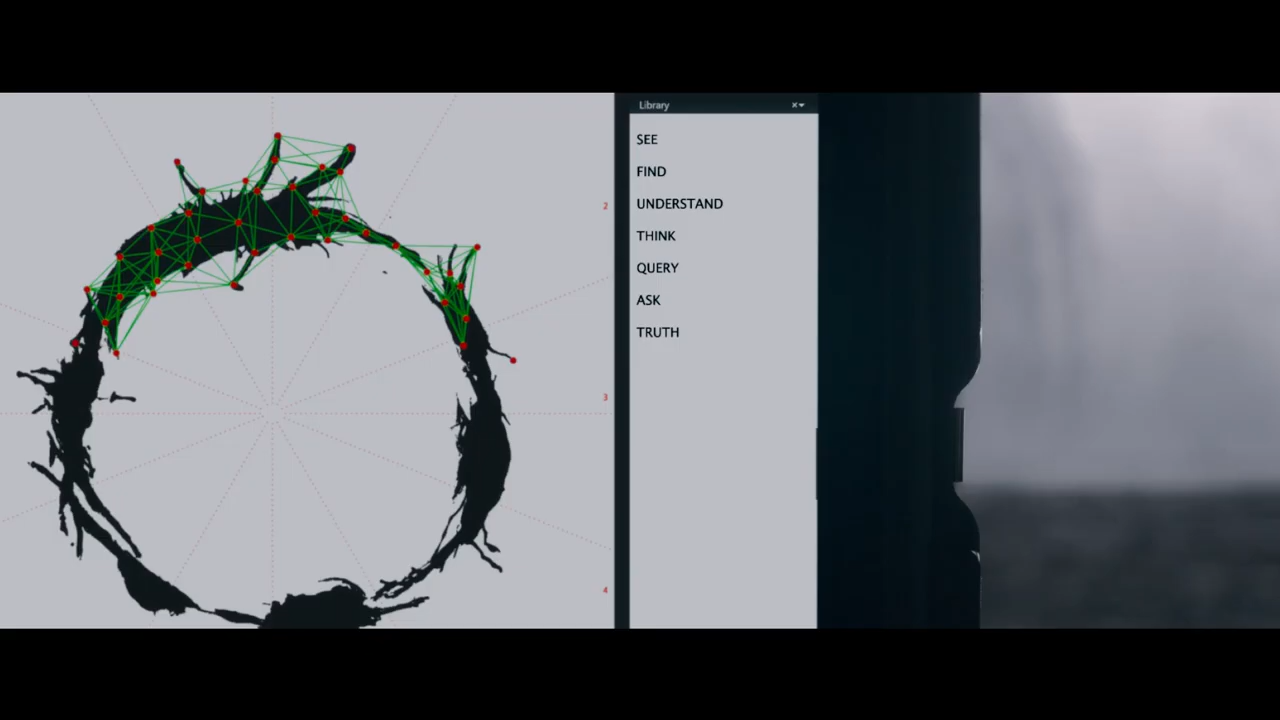 2
3
4
Library
SEE
FIND
UNDERSTAND
THINK
QUERY
ASK
TRUTH